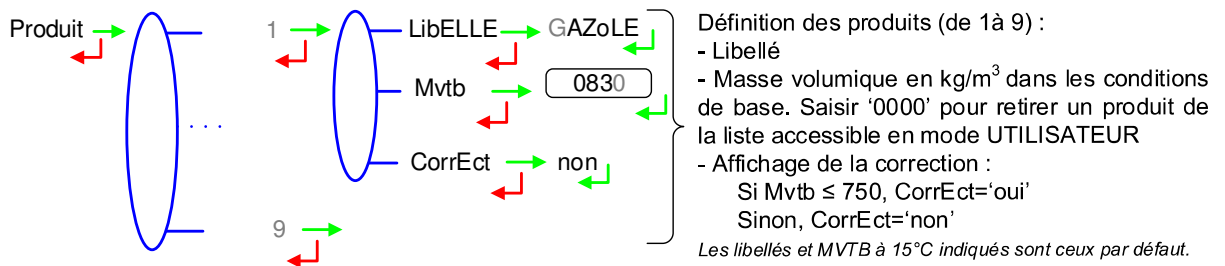 Produit
1
LibELLE
GAZoLE
Mvtb
0830
. . .
CorrEct
non
9
Définition des produits (de 1à 9) :
- Libellé
- Masse volumique en kg/m³ dans les conditions
de base. Saisir ‘0000’ pour retirer un produit de
la liste accessible en mode UTILISATEUR
- Affichage de la correction :
Si Mvtb ≤ 750, CorrEct=‘oui’
Sinon, CorrEct=‘non’
Les libellés et MVTB à 15°C indiqués sont ceux par défaut.